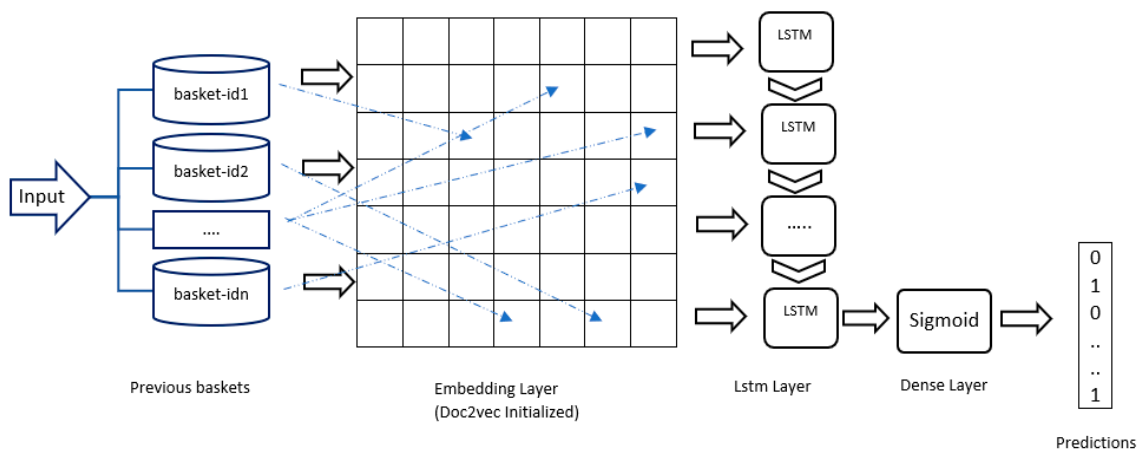 Input
basket-id1
basket-id2
....
basket-idn
Previous baskets
Embedding Layer
(Doc2vec Initialized)
LSTM
LSTM
.....
LSTM
Lstm Layer
Sigmoid
Dense Layer
0
1
0
..
..
1
Predictions